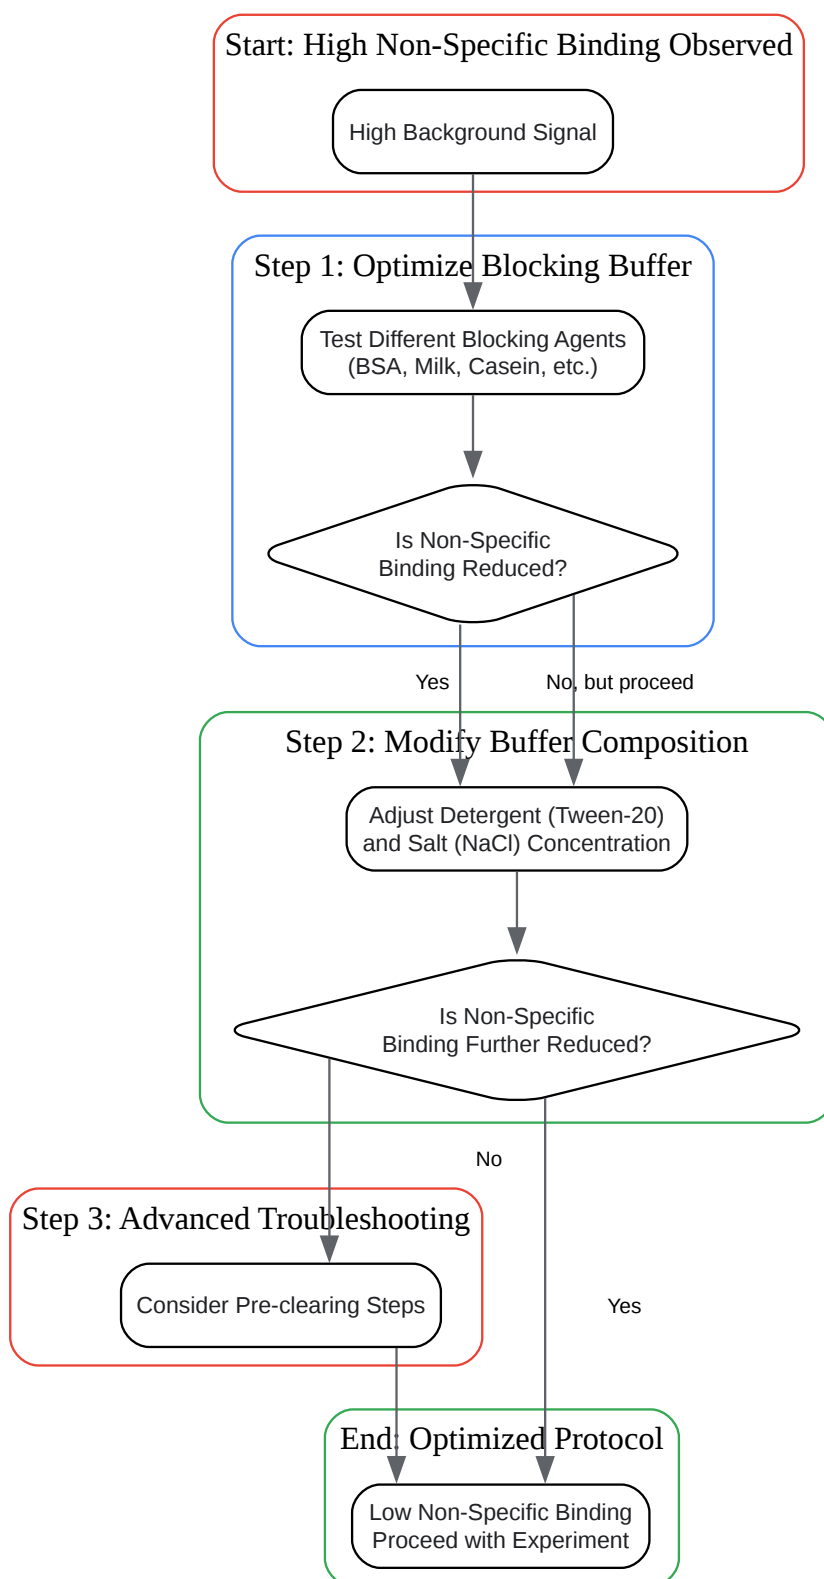 Start: High Non-Specific Binding Observed
High Background Signal
Step 1: Optimize Blocking Buffer
Test Different Blocking Agents
(BSA, Milk, Casein, etc.)
Is Non-Specific
Binding Reduced?
Yes
No, but proceed
Step 2: Modify Buffer Composition
Adjust Detergent (Tween-20)
and Salt (NaCl) Concentration
Is Non-Specific
Binding Further Reduced?
No
Step 3: Advanced Troubleshooting
Consider Pre-clearing Steps
Yes
End: Optimized Protocol
Low Non-Specific Binding
Proceed with Experiment